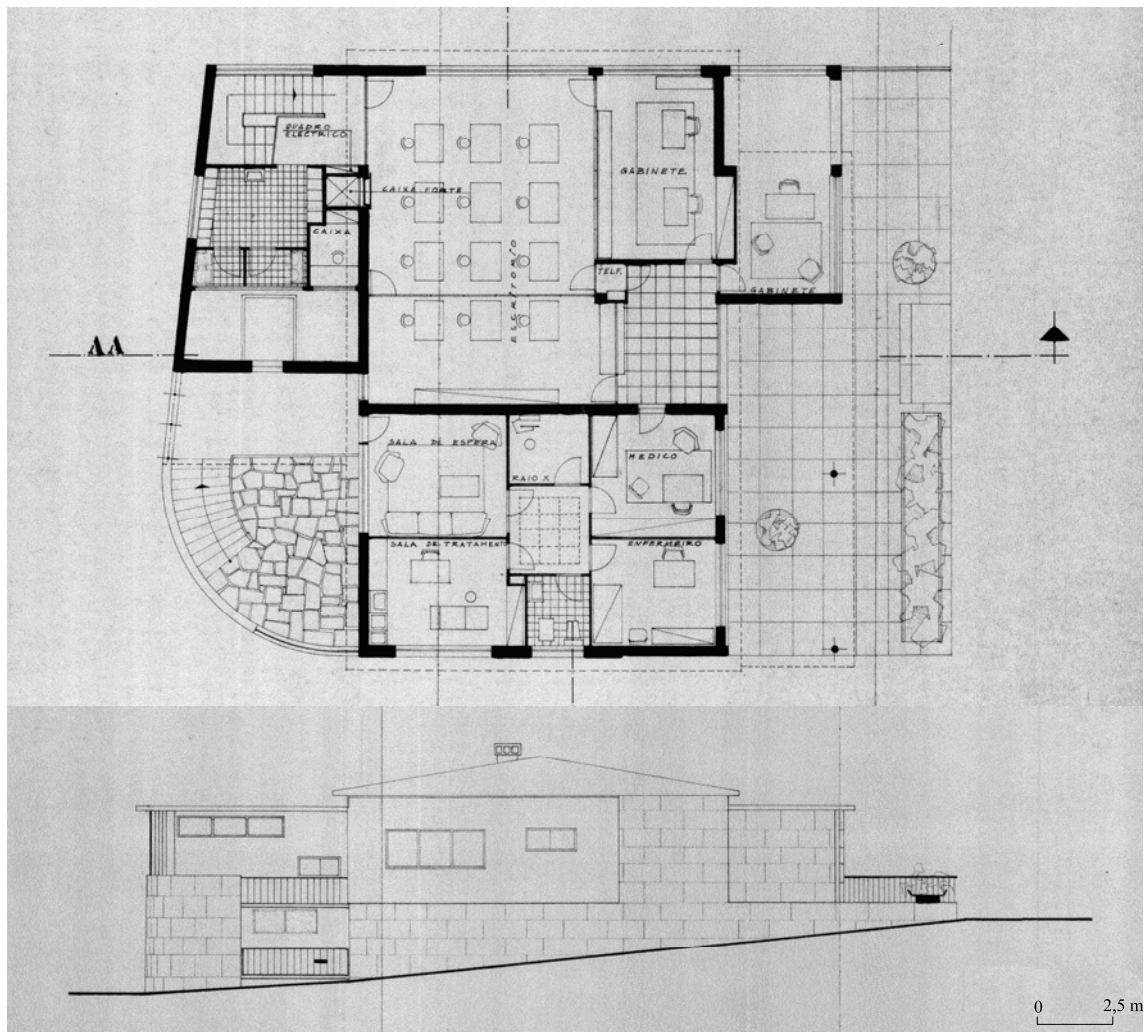 QUADRO
ELECTRICO
CAIXA FORTE
CAIXA
ESCRITORIO
GABINETE
TELF.
GABINETE
AA
SALA DE ESPERA
RAIO X
MEDICO
SALA DE TRATAMENTO
ENFERMEIRO
0 2,5 m